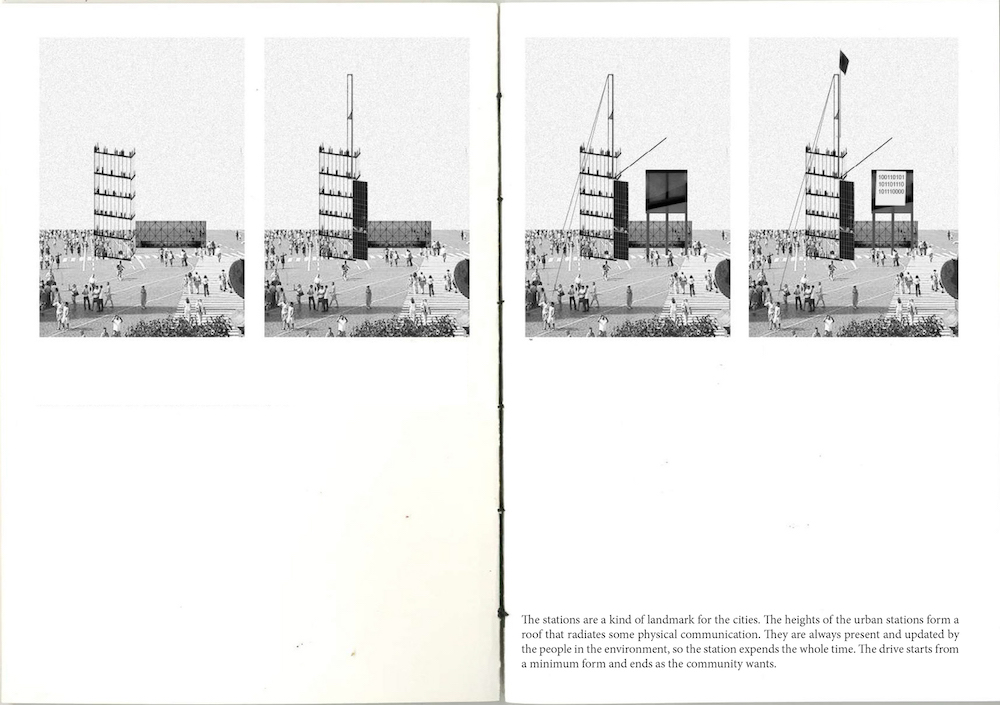 100110101
101101110
101110000
The stations are a kind of landmark for the cities. The heights of the urban stations form a
roof that radiates some physical communication. They are always present and updated by
the people in the environment, so the station expends the whole time. The drive starts from
a minimum form and ends as the community wants.